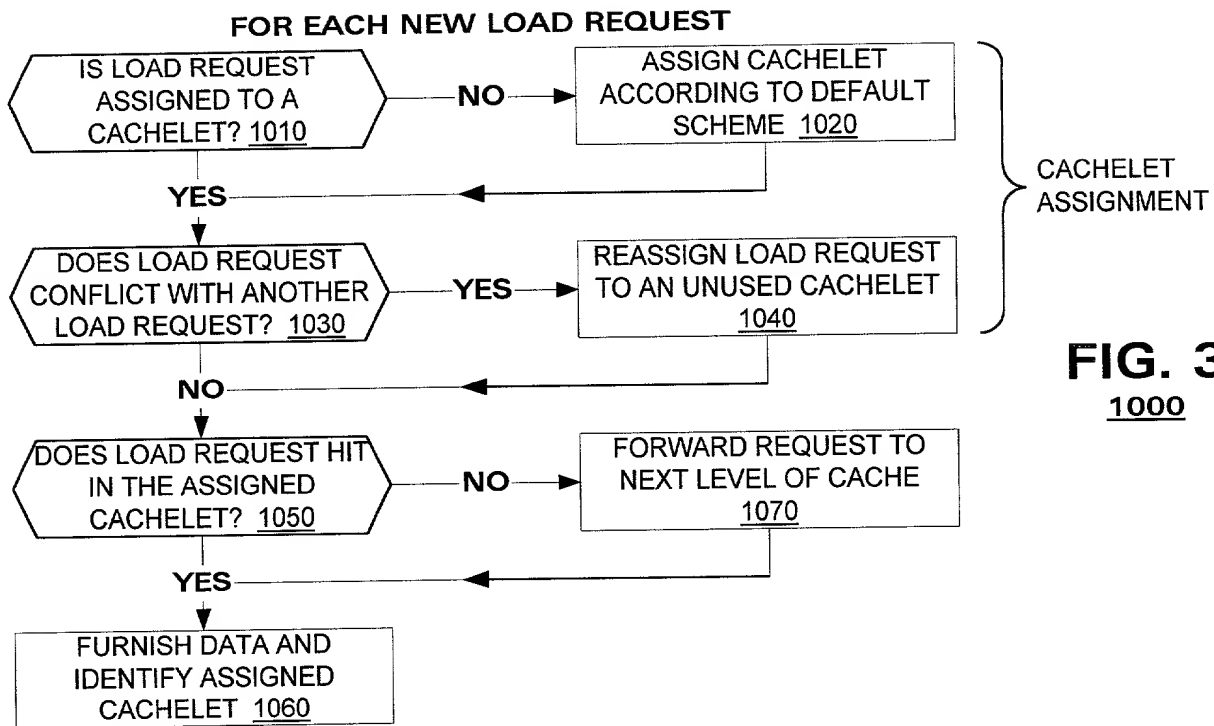 FOR EACH NEW LOAD REQUEST
IS LOAD REQUEST
ASSIGNED TO A
CACHELET? 1010
NO
ASSIGN CACHELET
ACCORDING TO DEFAULT
SCHEME 1020
CACHELET
ASSIGNMENT
YES
DOES LOAD REQUEST
CONFLICT WITH ANOTHER
LOAD REQUEST? 1030
YES
REASSIGN LOAD REQUEST
TO AN UNUSED CACHELET
1040
NO
FIG. 3
1000
DOES LOAD REQUEST HIT
IN THE ASSIGNED
CACHELET? 1050
NO
FORWARD REQUEST TO
NEXT LEVEL OF CACHE
1070
YES
FURNISH DATA AND
IDENTIFY ASSIGNED
CACHELET 1060